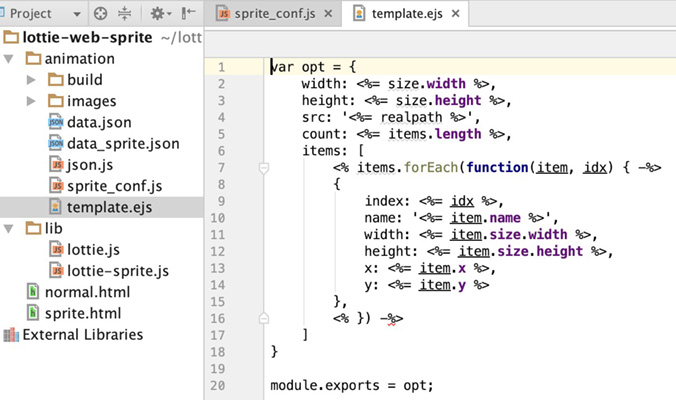 Project
sprite_conf.js
template.ejs
lottie-web-sprite ~/lott
animation
build
images
data.json
data_sprite.json
json.js
sprite_conf.js
template.ejs
lib
lottie.js
lottie-sprite.js
normal.html
sprite.html
External Libraries
1 var opt = {
2 width: <%= size.width %>,
3 height: <%= size.height %>,
4 src: '<%= realpath %>',
5 count: <%= items.length %>,
6 items: [
7 <% items.forEach(function(item, idx) { -%>
8 {
9 index: <%= idx %>,
10 name: '<%= item.name %>',
11 width: <%= item.size.width %>,
12 height: <%= item.size.height %>,
13 x: <%= item.x %>,
14 y: <%= item.y %>
15 },
16 <% }) -%>
17 ]
18 }
19
20 module.exports = opt;